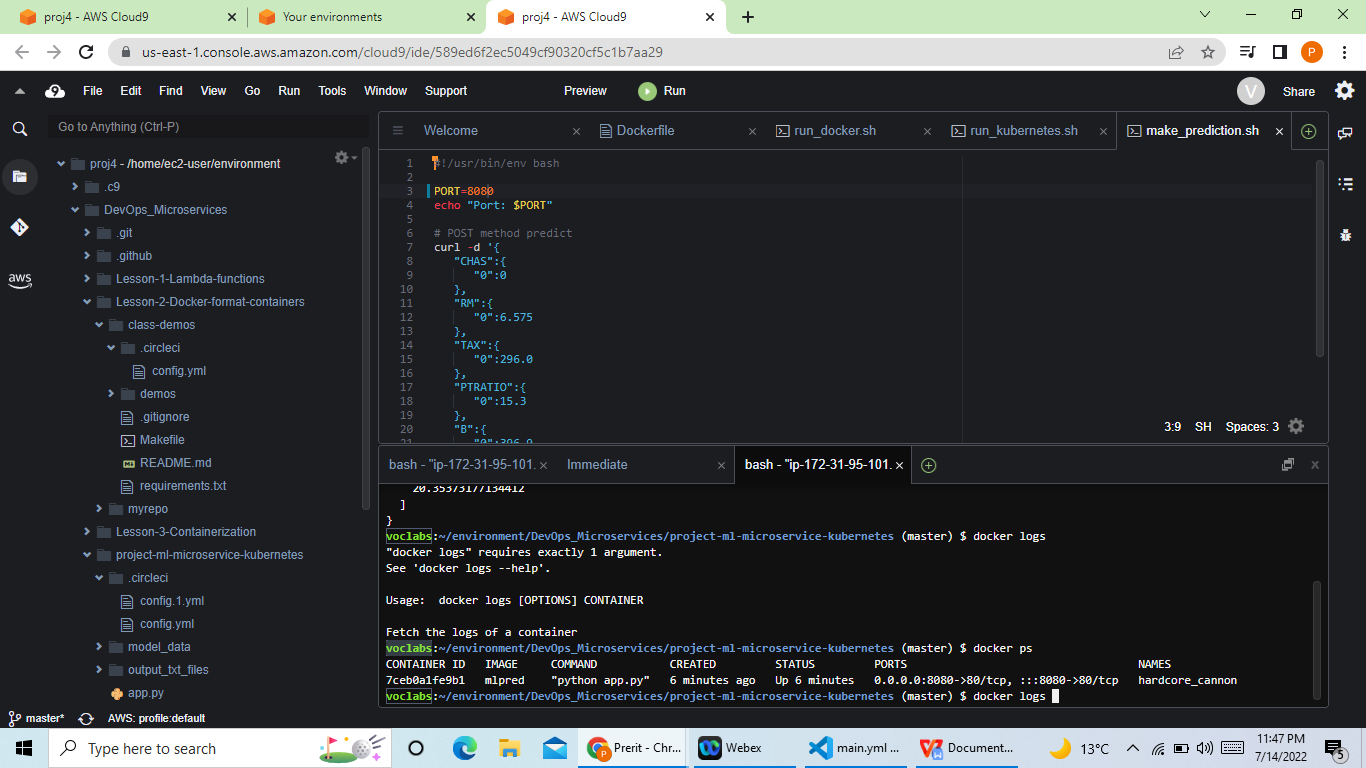 proj4 - AWS Cloud9
Your environments
proj4 - AWS Cloud9
us-east-1.console.aws.amazon.com/cloud9/ide/589ed6f2ec5049cf90320cf5c1b7aa29
P
9
File Edit Find View Go Run Tools Window Support Preview Run
V
Share
Go to Anything (Ctrl-P)
proj4 - /home/ec2-user/environment
.c9
DevOps_Microservices
.git
.github
Lesson-1-Lambda-functions
Lesson-2-Docker-format-containers
class-demos
.circleci
config.yml
demos
.gitignore
Makefile
README.md
requirements.txt
myrepo
Lesson-3-Containerization
project-ml-microservice-kubernetes
.circleci
config.1.yml
config.yml
model_data
output_txt_files
app.py
aws
master*
AWS: profile:default
Welcome
Dockerfile
run_docker.sh
run_kubernetes.sh
make_prediction.sh
1 #!/usr/bin/env bash
2
3 PORT=8080
4 echo "Port: $PORT"
5
6 # POST method predict
7 curl -d '{
8 "CHAS":{
9 "0":0
10 },
11 "RM":{
12 "0":6.575
13 },
14 "TAX":{
15 "0":296.0
16 },
17 "PTRATIO":{
18 "0":15.3
19 },
20 "B":{
21 "0":396.9
3:9 SH Spaces: 3
bash - "ip-172-31-95-101.
Immediate
bash - "ip-172-31-95-101.
20.35373177134412
]
}
voclabs:~/environment/DevOps_Microservices/project-ml-microservice-kubernetes (master) $ docker logs
"docker logs" requires exactly 1 argument.
See 'docker logs --help'.
Usage:  docker logs [OPTIONS] CONTAINER
Fetch the logs of a container
voclabs:~/environment/DevOps_Microservices/project-ml-microservice-kubernetes (master) $ docker ps
CONTAINER ID   IMAGE     COMMAND           CREATED         STATUS         PORTS                                   NAMES
7ceb0a1fe9b1   mlpred    "python app.py"   6 minutes ago   Up 6 minutes   0.0.0.0:8080->80/tcp, :::8080->80/tcp   hardcore_cannon
voclabs:~/environment/DevOps_Microservices/project-ml-microservice-kubernetes (master) $ docker logs
Type here to search
Prerit - Chr...
Webex
main.yml ...
Document...
13°C
11:47 PM
7/14/2022
5